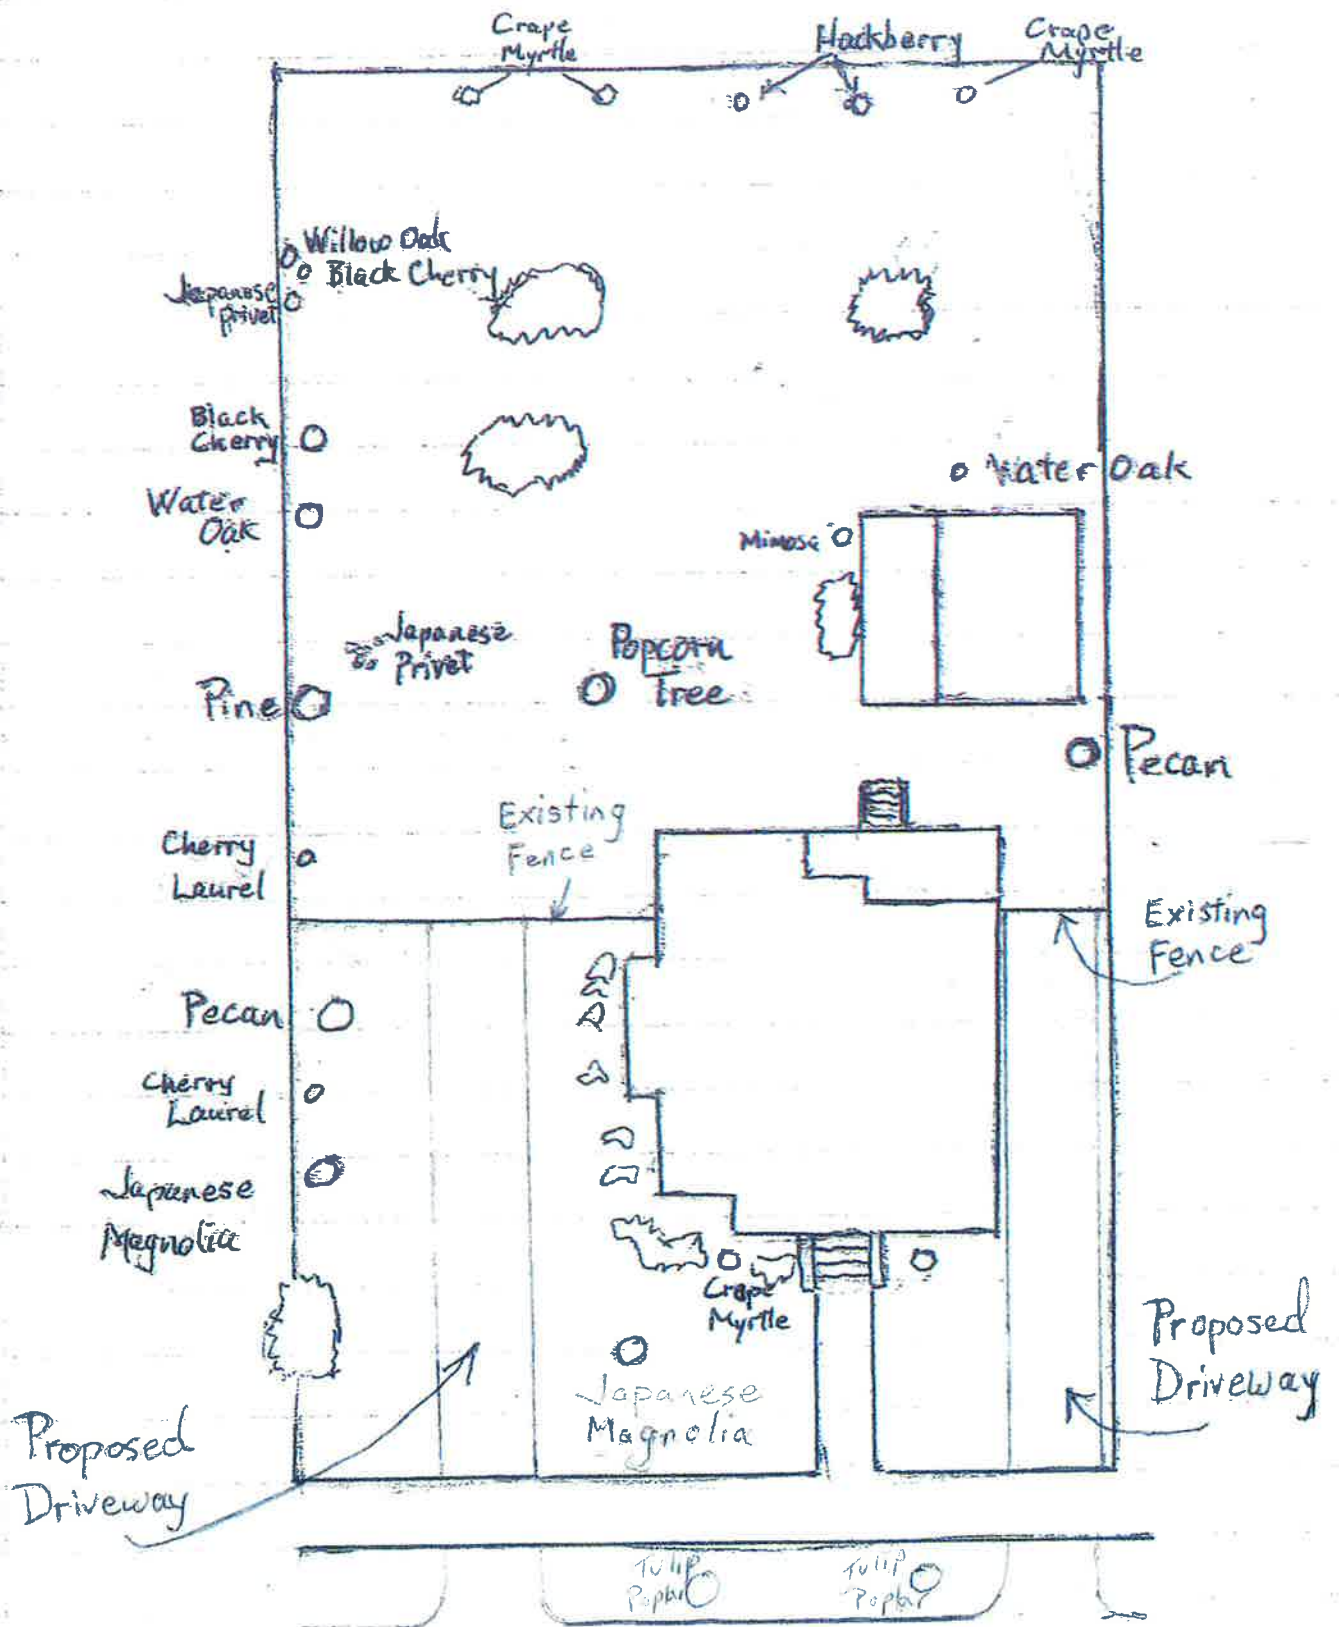 Crape
Myrtle
Hackberry
Crape
Myrtle
Willow Oak
Black Cherry
Japanese
privet
Black
Cherry
Water Oak
Water
Oak
Mimosa
Japanese
Privet
Popcorn
Tree
Pine
Pecan
Existing
Fence
Cherry
Laurel
Existing
Fence
Pecan
Cherry
Laurel
Japanese
Magnolia
Crape
Myrtle
Proposed
Driveway
Japanese
Magnolia
Proposed
Driveway
Tulip
Poplar
Tulip
Poplar